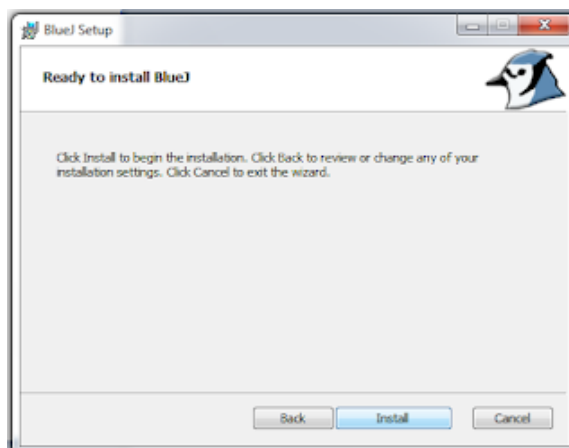 BlueJ Setup
Ready to install BlueJ
Click Install to begin the installation. Click Back to review or change any of your
installation settings. Click Cancel to exit the wizard.
Back Install Cancel